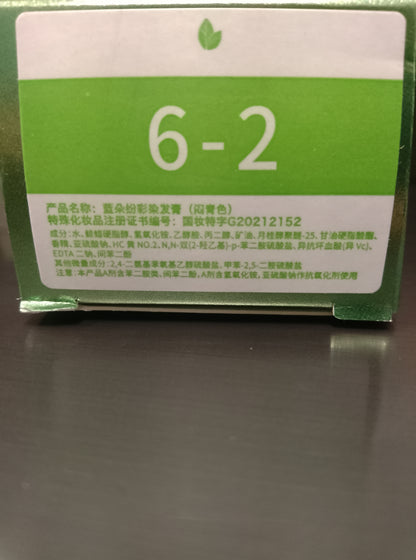 6-2
产品名称：蓝朵纷彩染发膏（闷青色）
特殊化妆品注册证书编号：国妆特字G20212152
成分：水、鲸蜡硬脂醇、氢氧化铵、乙醇胺、丙二醇、矿油、月桂醇聚醚-25、甘油硬脂酸酯、
香精、亚硫酸钠、HC 黄 NO.2、N,N-双(2-羟乙基)-p-苯二胺硫酸盐、异抗坏血酸(异 Vc)、
EDTA 二钠、间苯二酚
其他微量成分：2,4-二氨基苯氧基乙醇硫酸盐、甲苯-2,5-二胺硫酸盐
注意：本产品A剂含苯二胺类、间苯二酚，A剂含氢氧化铵，亚硫酸钠作抗氧化剂使用